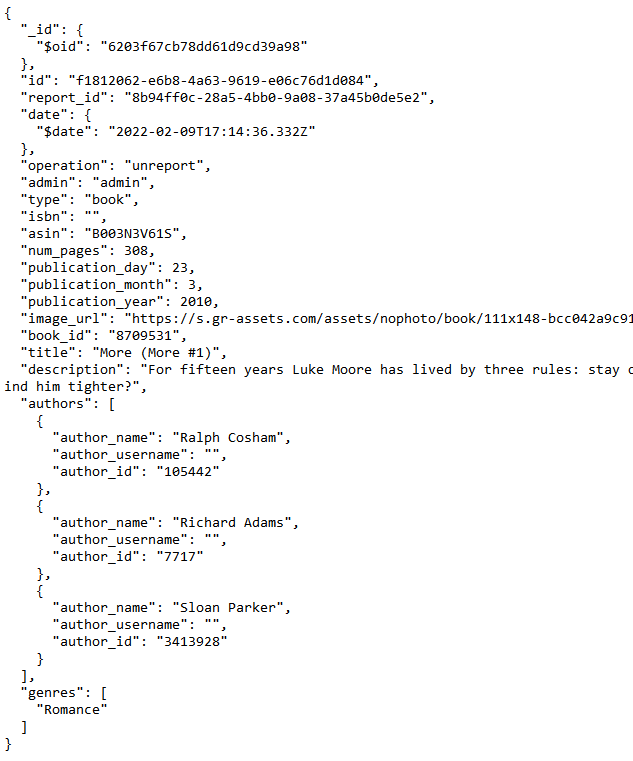 {
  "_id": {
    "$oid": "6203f67cb78dd61d9cd39a98"
  },
  "id": "f1812062-e6b8-4a63-9619-e06c76d1d084",
  "report_id": "8b94ff0c-28a5-4bb0-9a08-37a45b0de5e2",
  "date": {
    "$date": "2022-02-09T17:14:36.332Z"
  },
  "operation": "unreport",
  "admin": "admin",
  "type": "book",
  "isbn": "",
  "asin": "B003N3V61S",
  "num_pages": 308,
  "publication_day": 23,
  "publication_month": 3,
  "publication_year": 2010,
  "image_url": "https://s.gr-assets.com/assets/nophoto/book/111x148-bcc042a9c91
  "book_id": "8709531",
  "title": "More (More #1)",
  "description": "For fifteen years Luke Moore has lived by three rules: stay
ind him tighter?",
  "authors": [
    {
      "author_name": "Ralph Cosham",
      "author_username": "",
      "author_id": "105442"
    },
    {
      "author_name": "Richard Adams",
      "author_username": "",
      "author_id": "7717"
    },
    {
      "author_name": "Sloan Parker",
      "author_username": "",
      "author_id": "3413928"
    }
  ],
  "genres": [
    "Romance"
  ]
}